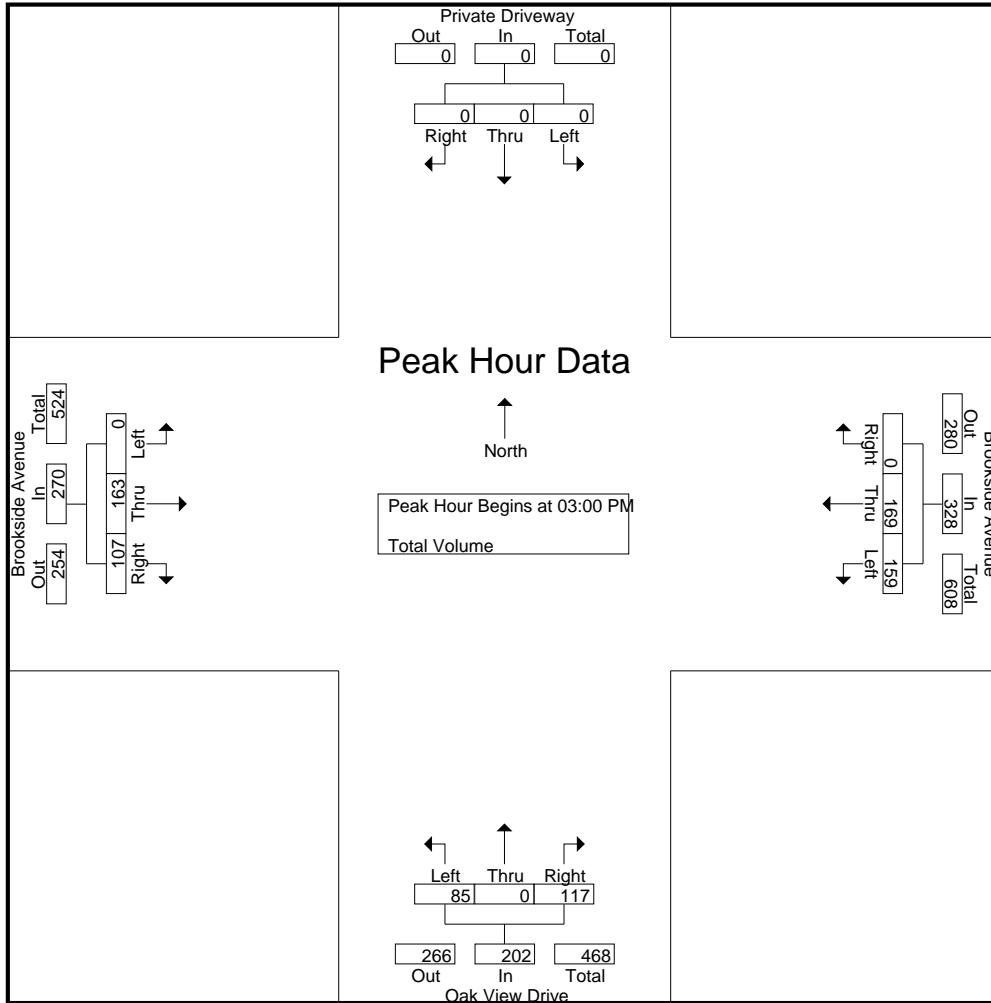 Private Driveway
Out In Total
0 0 0
0 0 0
Right Thru Left
Peak Hour Data
North
Peak Hour Begins at 03:00 PM
Total Volume
Brookside Avenue
Total In Out
524 270 254
0 163 107
Left Thru Right
Right Thru Left
0 169 159
280 328 608
Out In Total
Brookside Avenue
Left Thru Right
85 0 117
266 202 468
Out In Total
Oak View Drive